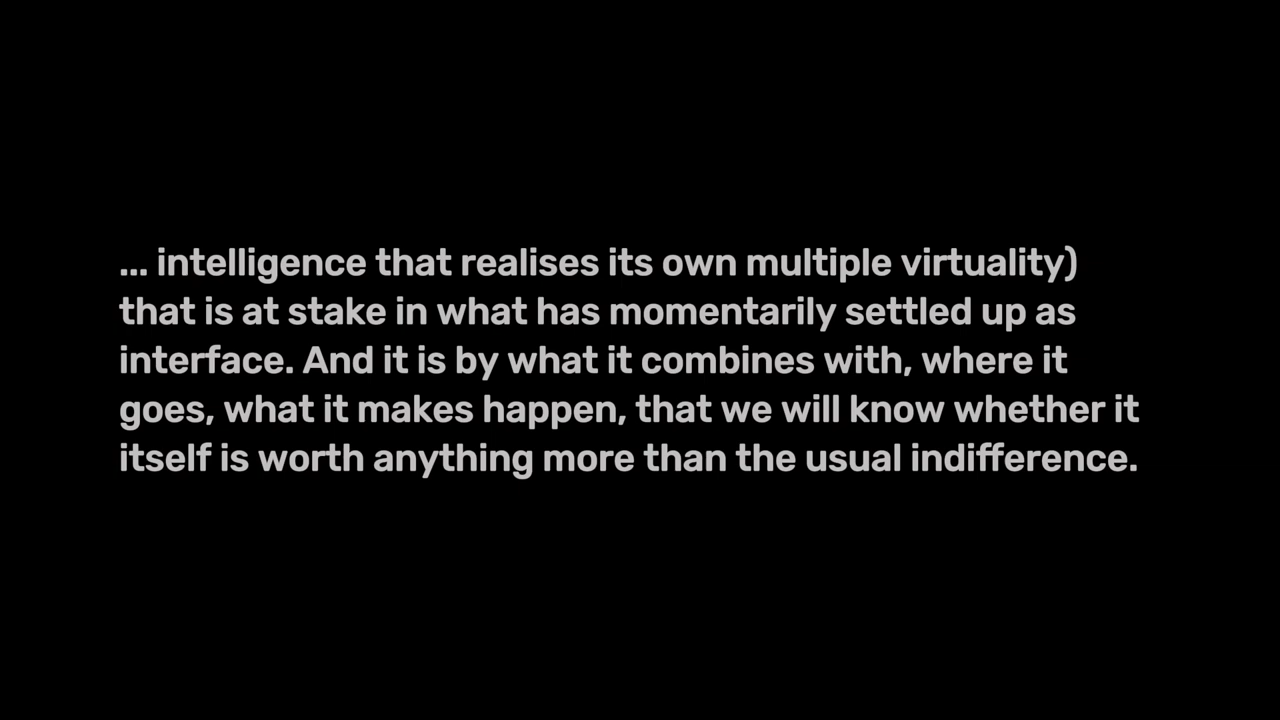 ... intelligence that realises its own multiple virtuality)
that is at stake in what has momentarily settled up as
interface. And it is by what it combines with, where it
goes, what it makes happen, that we will know whether it
itself is worth anything more than the usual indifference.